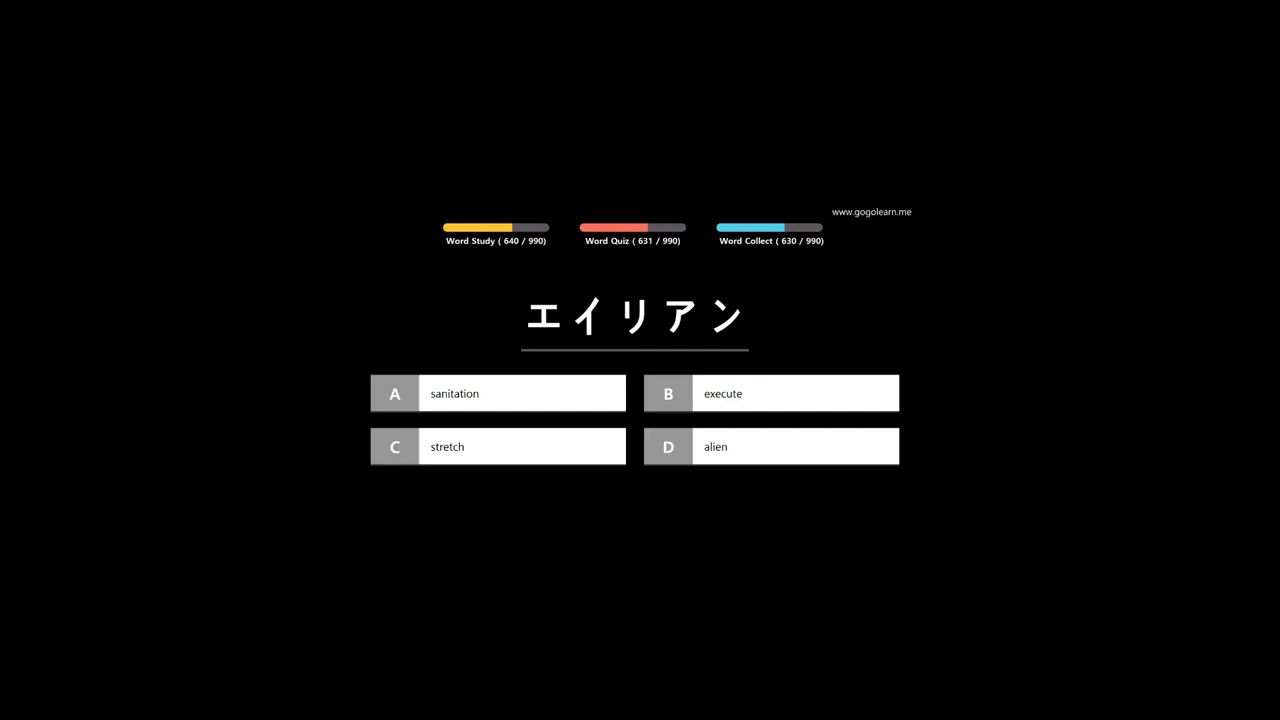 www.gogolearn.me
Word Study ( 640 / 990)
Word Quiz ( 631 / 990)
Word Collect ( 630 / 990)
エイリアン
A sanitation
B execute
C stretch
D alien